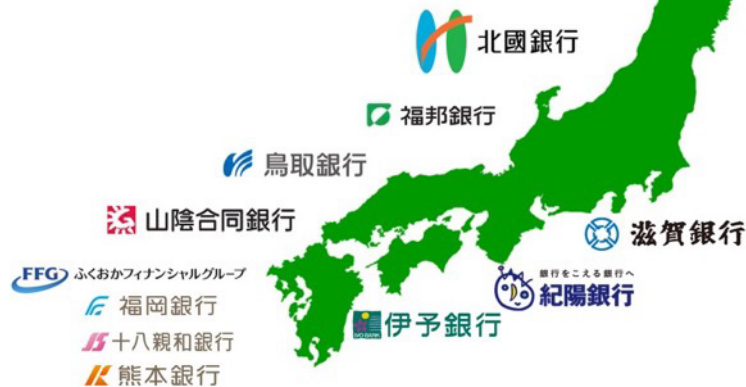 北國銀行
福邦銀行
鳥取銀行
山陰合同銀行
滋賀銀行
FFG ふくおかフィナンシャルグループ
銀行をこえる銀行へ
紀陽銀行
福岡銀行
伊予銀行
IYO BANK
十八親和銀行
熊本銀行